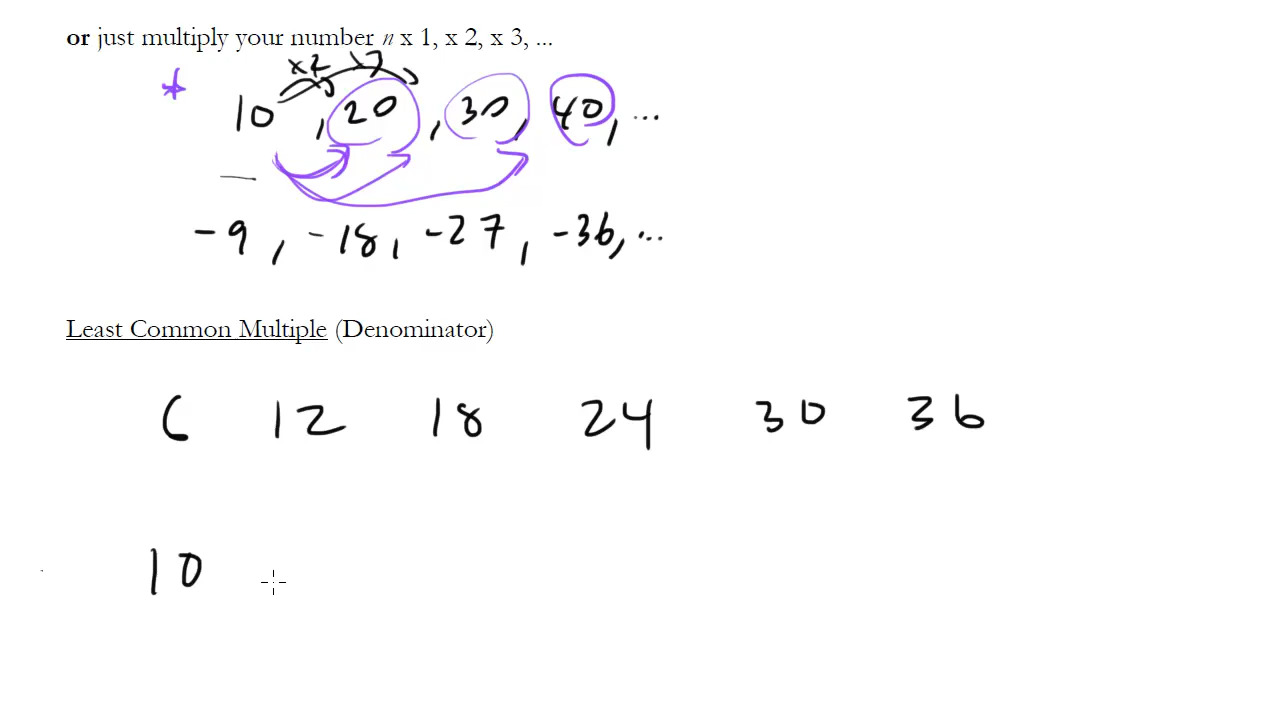 or just multiply your number n x 1, x 2, x 3, ...
x2 x3
* 10, 20, 30, 40, ...
-9, -18, -27, -36, ...
Least Common Multiple (Denominator)
6 12 18 24 30 36
10